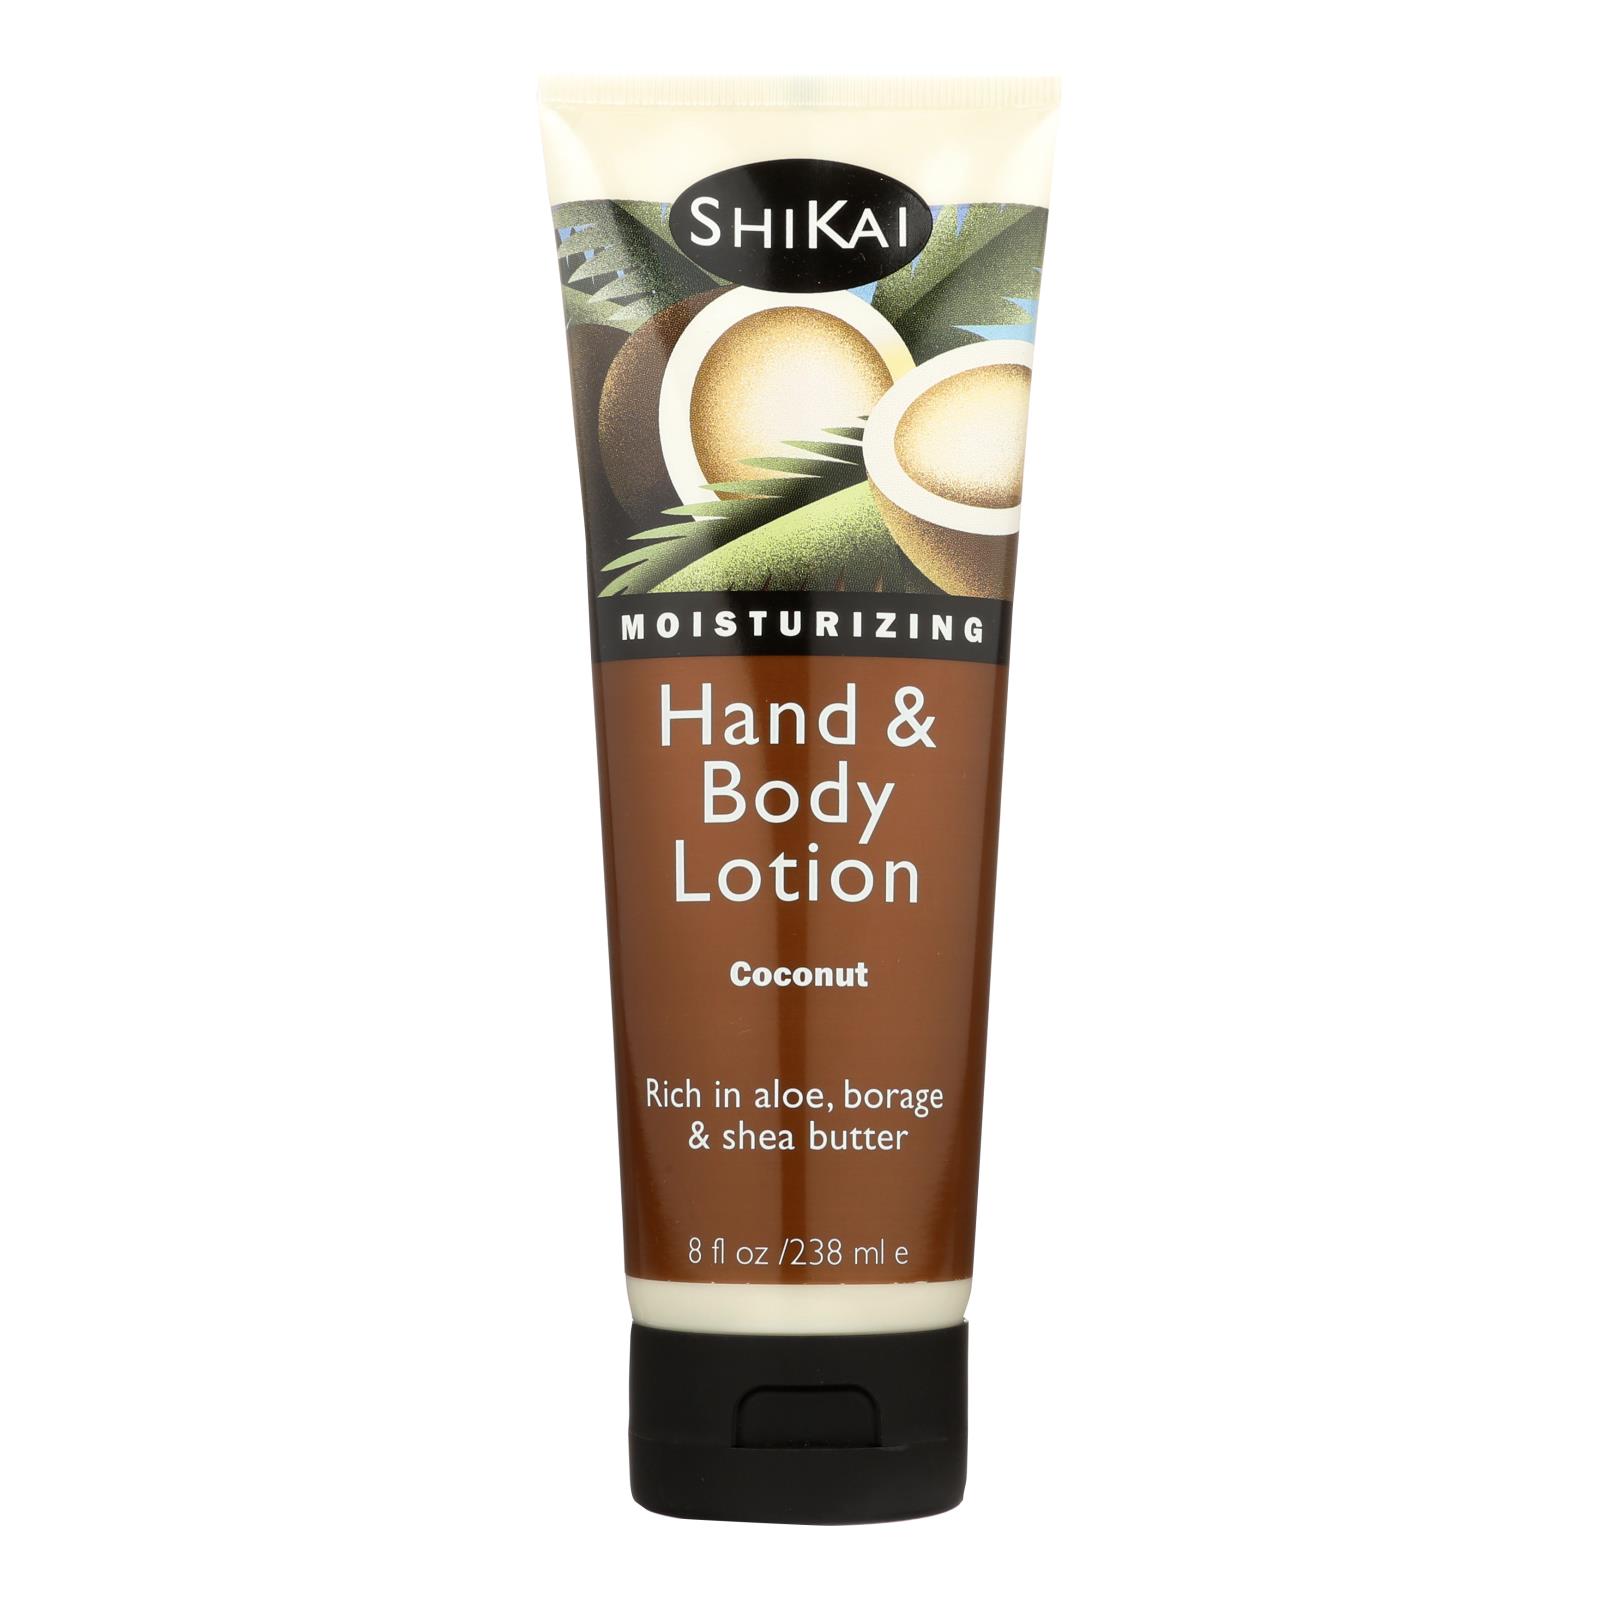 SHIKAI
MOISTURIZING
Hand &
Body
Lotion
Coconut
Rich in aloe, borage
& shea butter
8 fl oz /238 ml e